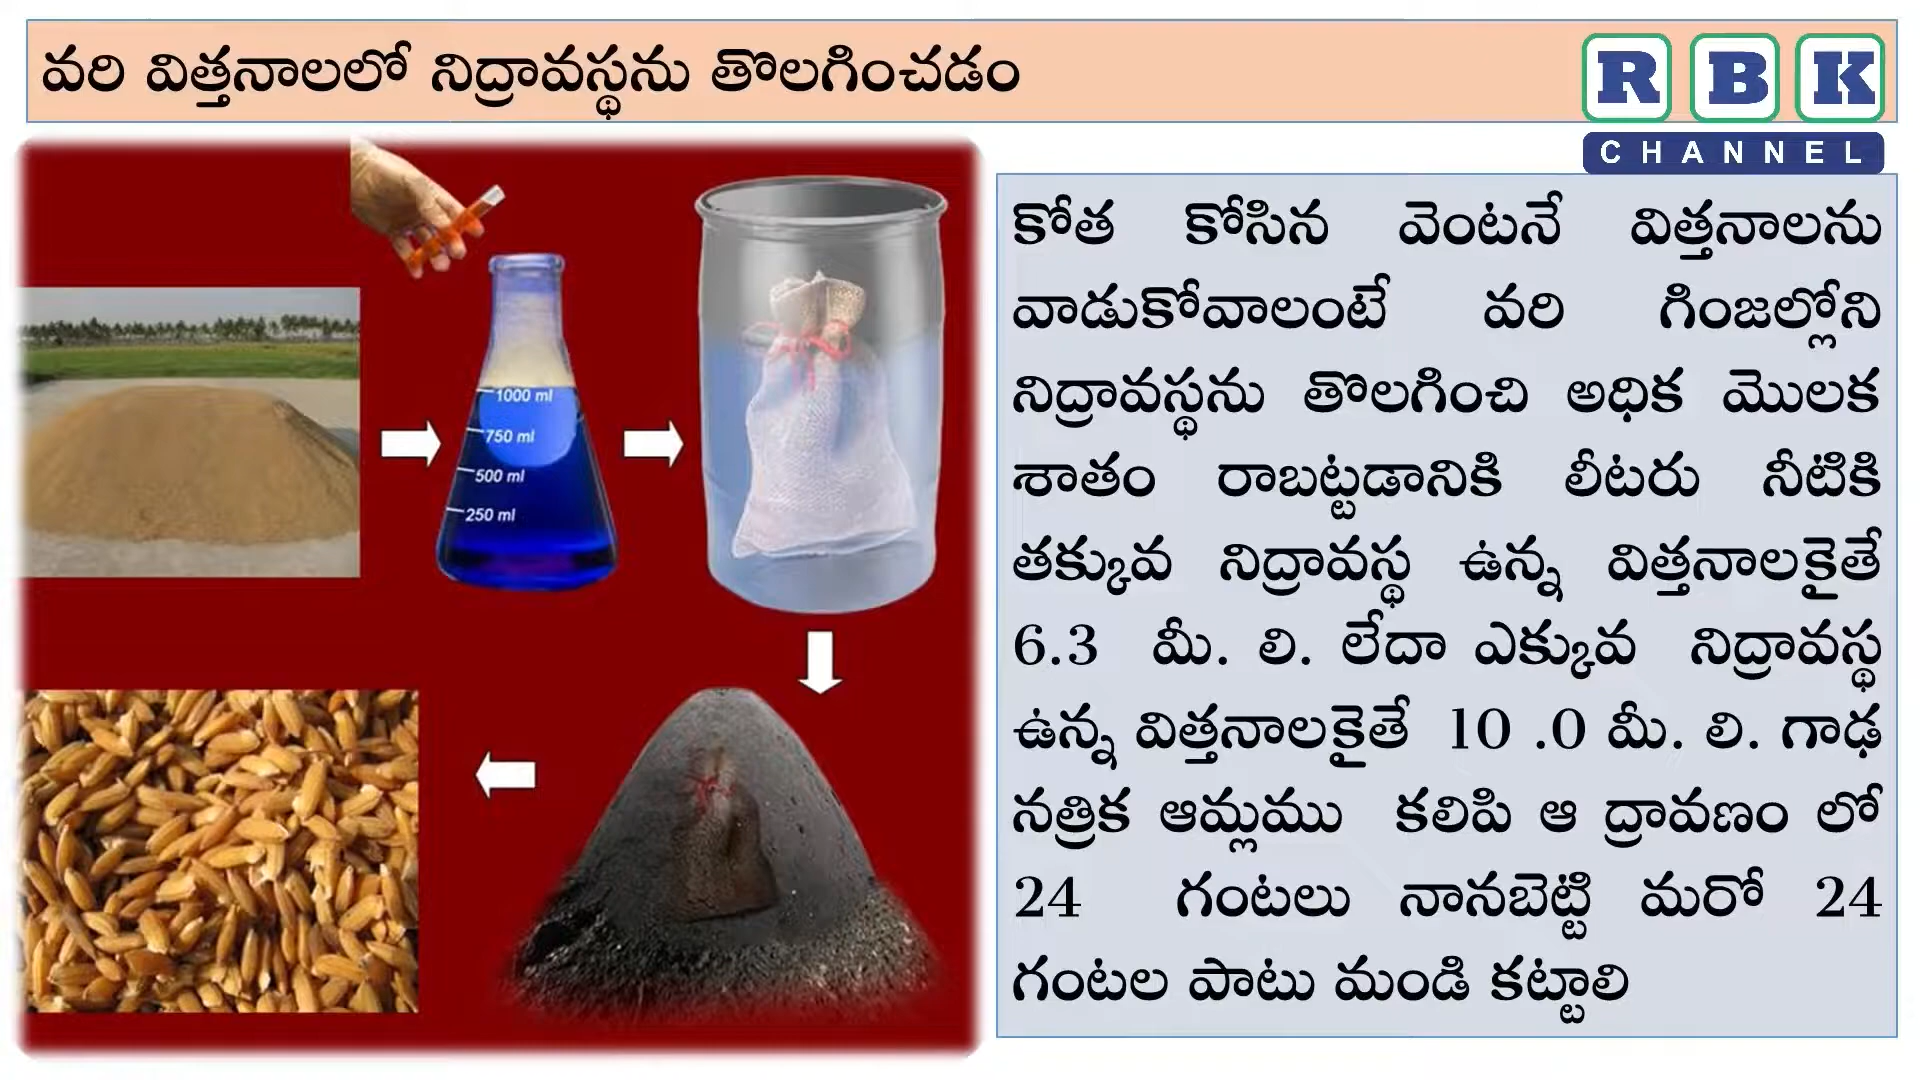 వరి విత్తనాలలో నిద్రావస్థను తొలగించడం
R B K
CHANNEL
1000 ml
750 ml
500 ml
250 ml
కోత కోసిన వెంటనే విత్తనాలను
వాడుకోవాలంటే వరి గింజల్లోని
నిద్రావస్థను తొలగించి అధిక మొలక
శాతం రాబట్టడానికి లీటరు నీటికి
తక్కువ నిద్రావస్థ ఉన్న విత్తనాలకైతే
6.3 మీ. లి. లేదా ఎక్కువ నిద్రావస్థ
ఉన్న విత్తనాలకైతే 10 .0 మీ. లి. గాఢ
నత్రిక ఆమ్లము కలిపి ఆ ద్రావణం లో
24 గంటలు నానబెట్టి మరో 24
గంటల పాటు మండి కట్టాలి